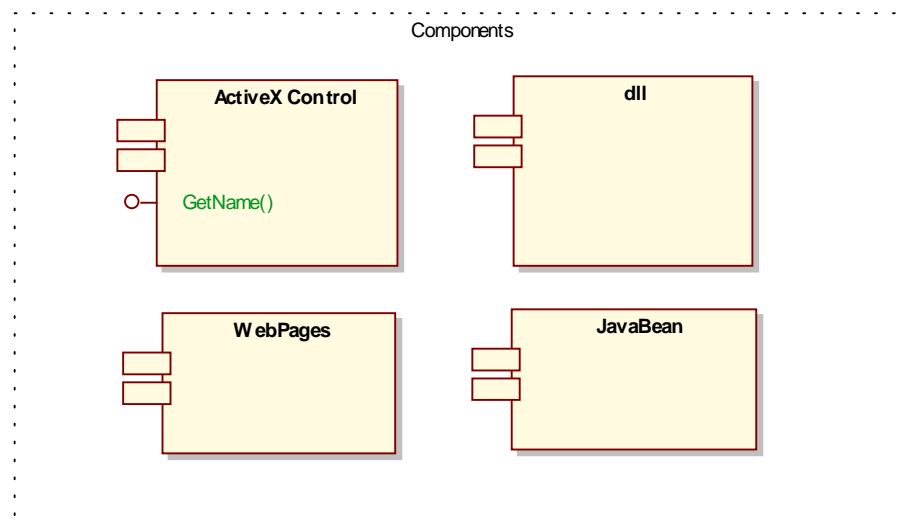 Components
ActiveX Control
dll
GetName()
WebPages
JavaBean